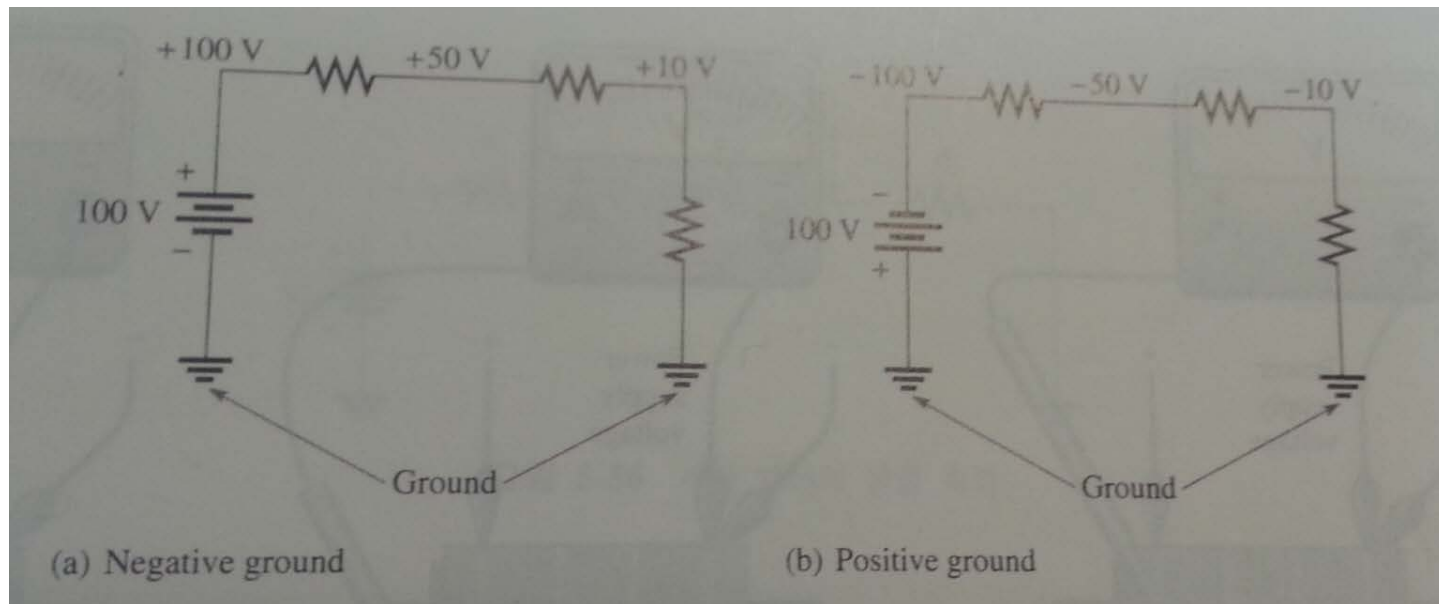 +100 V
+50 V
+10 V
+
100 V
−
Ground
(a) Negative ground
−100 V
−50 V
−10 V
−
100 V
+
Ground
(b) Positive ground